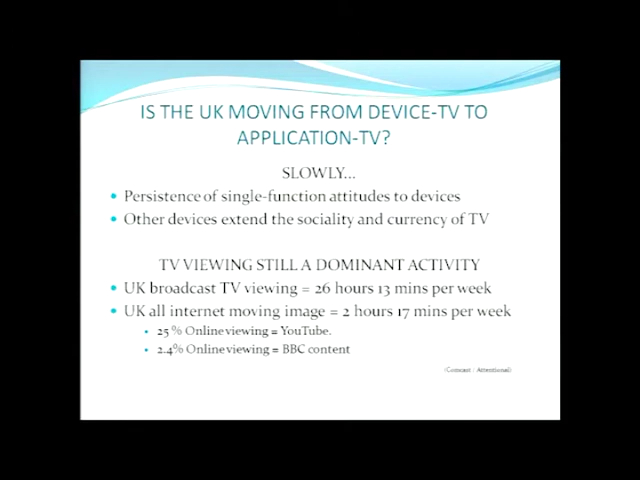 IS THE UK MOVING FROM DEVICE-TV TO
APPLICATION-TV?
SLOWLY...
Persistence of single-function attitudes to devices
Other devices extend the sociality and currency of TV
TV VIEWING STILL A DOMINANT ACTIVITY
UK broadcast TV viewing = 26 hours 13 mins per week
UK all internet moving image = 2 hours 17 mins per week
25 % Online viewing = YouTube.
2.4% Online viewing = BBC content
(Comcast / Attentional)